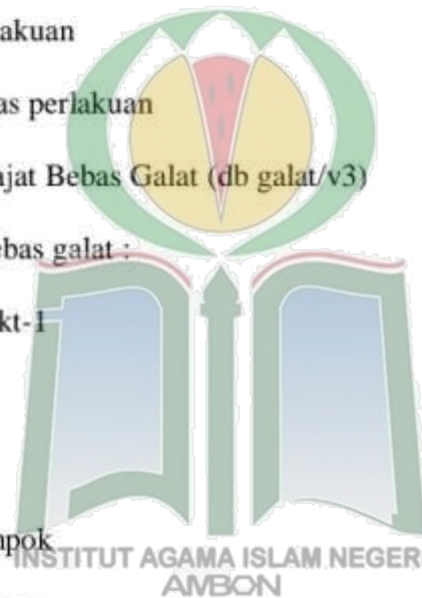 akuan
as perlakuan
ajat Bebas Galat (db galat/v3)
ebas galat :
kt-1
npok
INSTITUT AGAMA ISLAM NEGER
AMBON